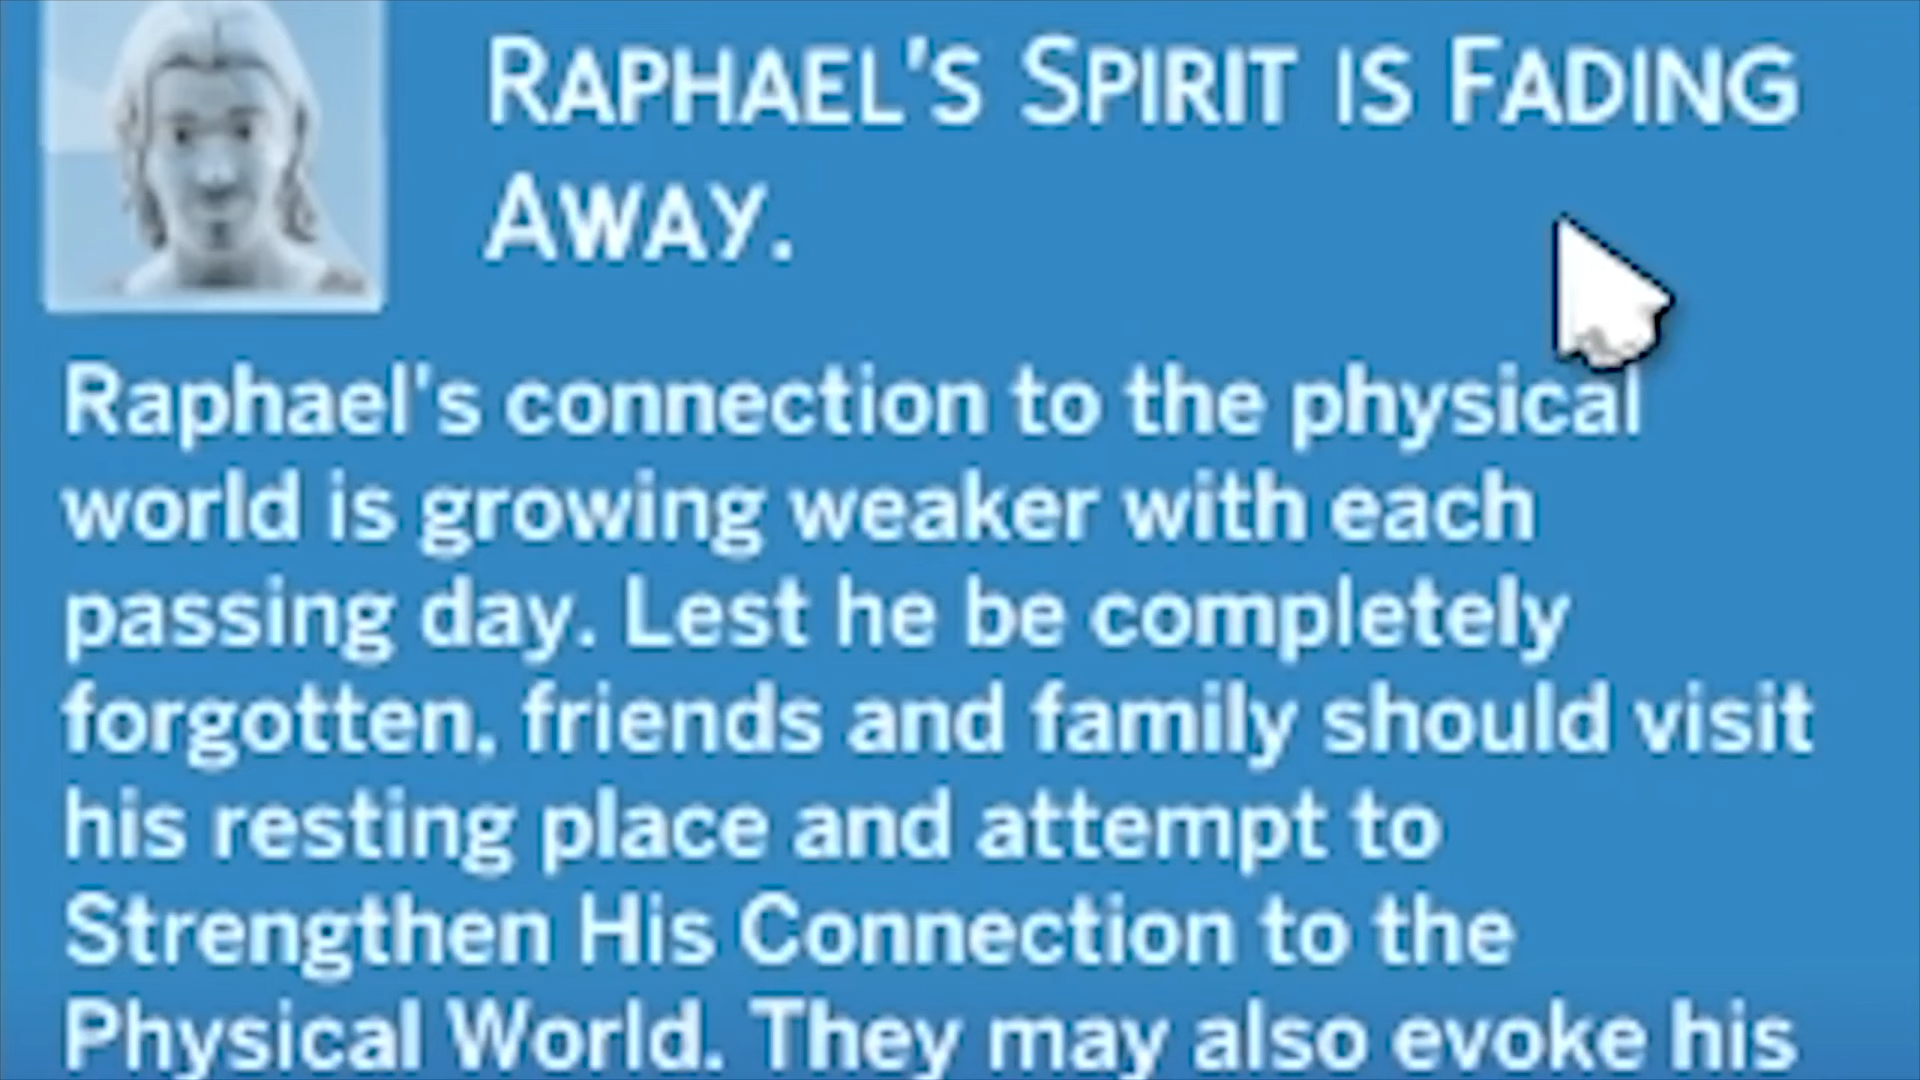 RAPHAEL'S SPIRIT IS FADING
AWAY.
Raphael's connection to the physical
world is growing weaker with each
passing day. Lest he be completely
forgotten, friends and family should visit
his resting place and attempt to
Strengthen His Connection to the
Physical World. They may also evoke his